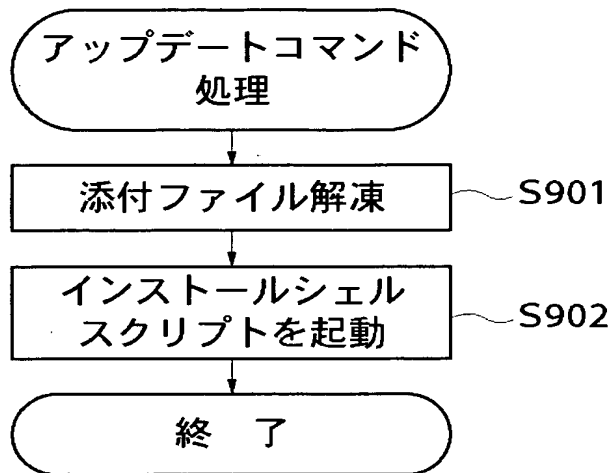 アップデートコマンド
処理
添付ファイル解凍
S901
インストールシェル
スクリプトを起動
S902
終 了